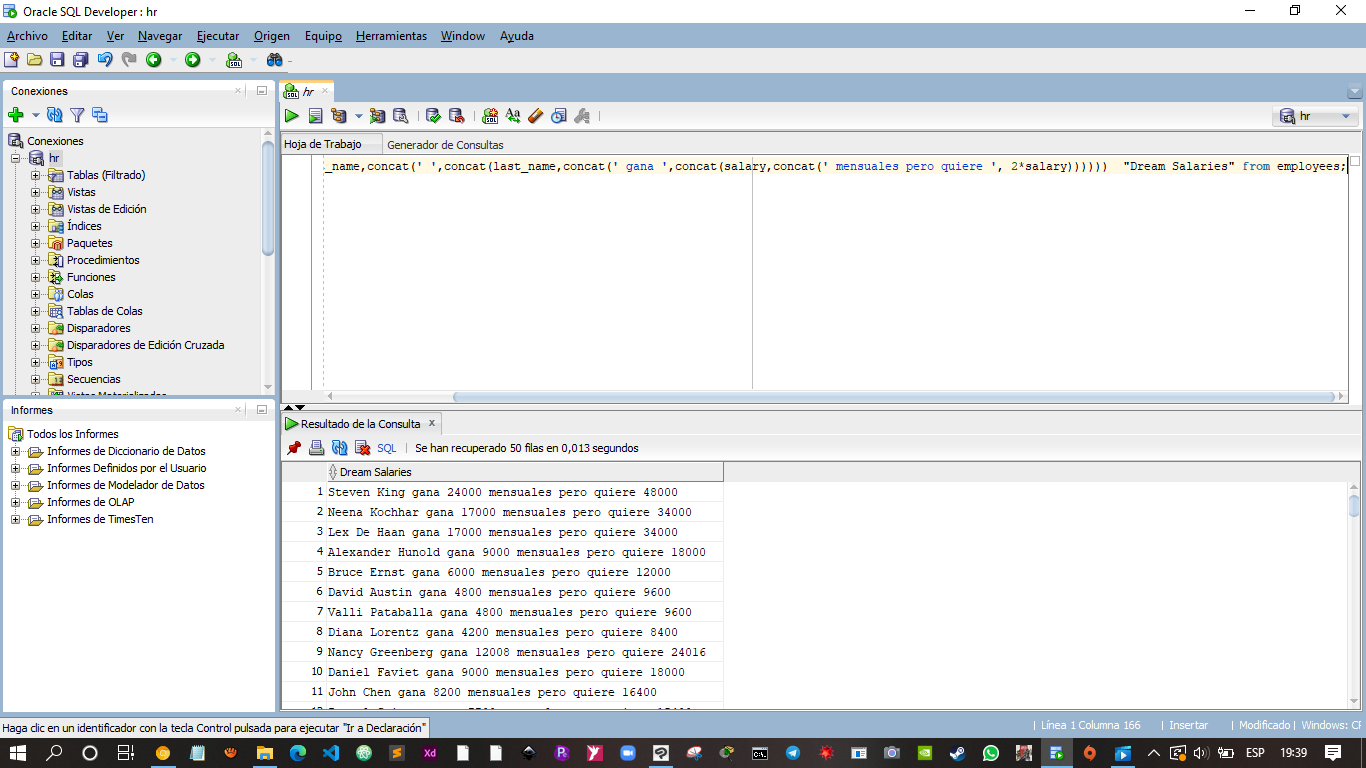 Oracle SQL Developer : hr
Archivo Editar Ver Navegar Ejecutar Origen Equipo Herramientas Window Ayuda
Conexiones
Conexiones
hr
Tablas (Filtrado)
Vistas
Vistas de Edición
Índices
Paquetes
Procedimientos
Funciones
Colas
Tablas de Colas
Disparadores
Disparadores de Edición Cruzada
Tipos
Secuencias
Vistas Materializadas
Informes
Todos los Informes
Informes de Diccionario de Datos
Informes Definidos por el Usuario
Informes de Modelador de Datos
Informes de OLAP
Informes de TimesTen
hr
hr
Hoja de Trabajo Generador de Consultas
_name,concat(' ',concat(last_name,concat(' gana ',concat(salary,concat(' mensuales pero quiere ', 2*salary)))))) "Dream Salaries" from employees;
Resultado de la Consulta
SQL | Se han recuperado 50 filas en 0,013 segundos
Dream Salaries
1 Steven King gana 24000 mensuales pero quiere 48000
2 Neena Kochhar gana 17000 mensuales pero quiere 34000
3 Lex De Haan gana 17000 mensuales pero quiere 34000
4 Alexander Hunold gana 9000 mensuales pero quiere 18000
5 Bruce Ernst gana 6000 mensuales pero quiere 12000
6 David Austin gana 4800 mensuales pero quiere 9600
7 Valli Pataballa gana 4800 mensuales pero quiere 9600
8 Diana Lorentz gana 4200 mensuales pero quiere 8400
9 Nancy Greenberg gana 12008 mensuales pero quiere 24016
10 Daniel Faviet gana 9000 mensuales pero quiere 18000
11 John Chen gana 8200 mensuales pero quiere 16400
Haga clic en un identificador con la tecla Control pulsada para ejecutar "Ir a Declaración"
| Línea 1 Columna 166 | Insertar | Modificado | Windows: CF
Xd
ESP 19:39